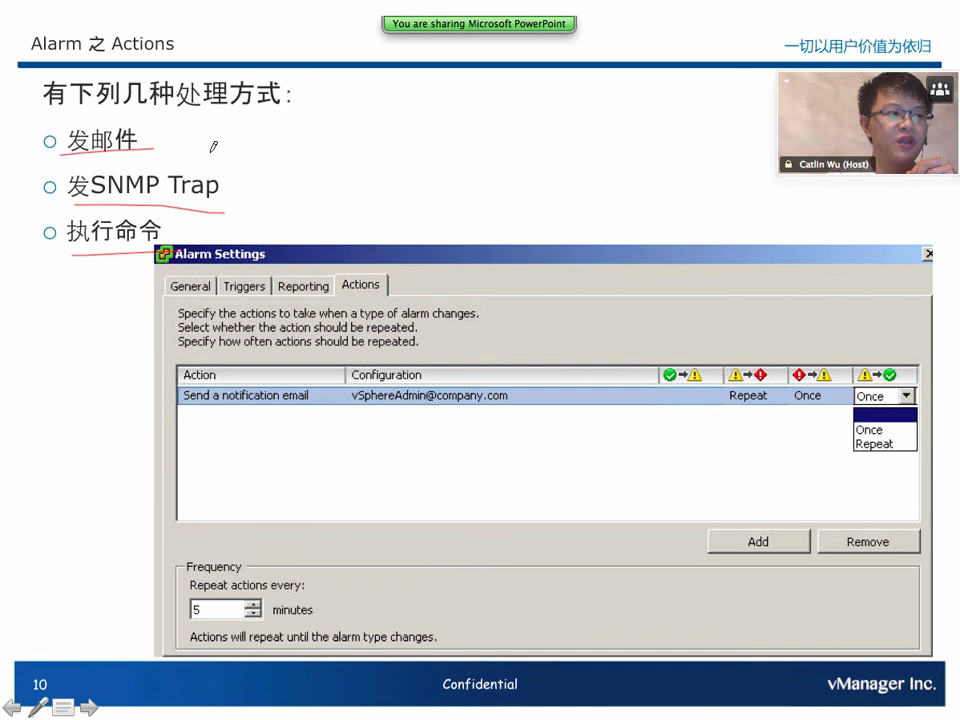 You are sharing Microsoft PowerPoint
Alarm 之 Actions
一切以用户价值为依归
有下列几种处理方式:
发邮件
发SNMP Trap
执行命令
Catlin Wu (Host)
Alarm Settings
General Triggers Reporting Actions
Specify the actions to take when a type of alarm changes.
Select whether the action should be repeated.
Specify how often actions should be repeated.
Action Configuration
Send a notification email vSphereAdmin@company.com Repeat Once Once
Once
Repeat
Add Remove
Frequency
Repeat actions every:
5 minutes
Actions will repeat until the alarm type changes.
10 Confidential vManager Inc.